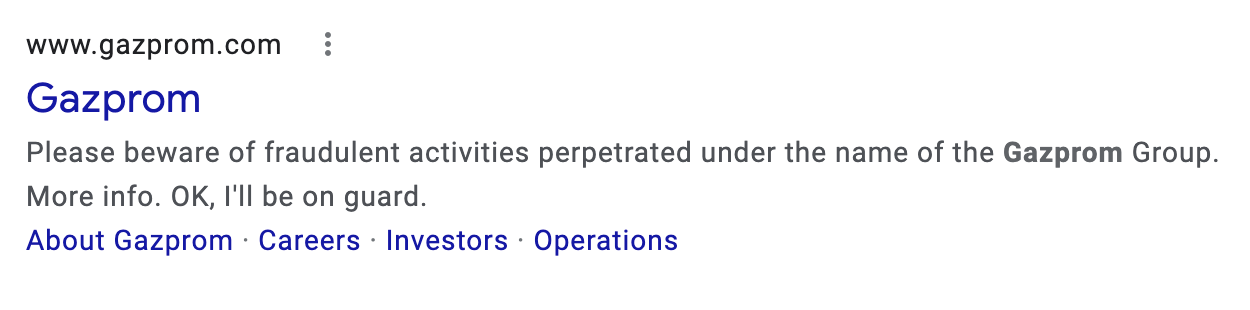 www.gazprom.com
Gazprom
Please beware of fraudulent activities perpetrated under the name of the Gazprom Group.
More info. OK, I'll be on guard.
About Gazprom · Careers · Investors · Operations